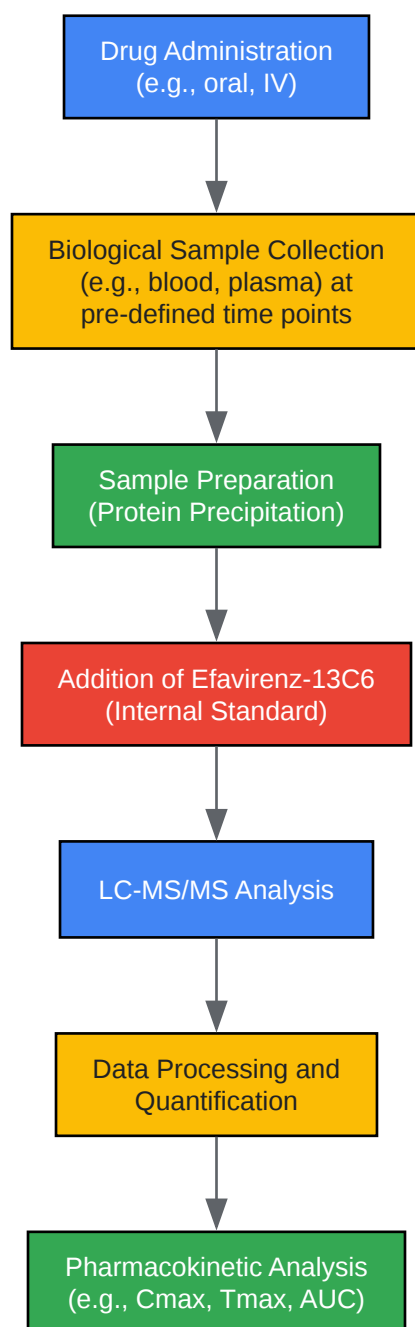 Drug Administration
(e.g., oral, IV)
Biological Sample Collection
(e.g., blood, plasma) at
pre-defined time points
Sample Preparation
(Protein Precipitation)
Addition of Efavirenz-13C6
(Internal Standard)
LC-MS/MS Analysis
Data Processing and
Quantification
Pharmacokinetic Analysis
(e.g., Cmax, Tmax, AUC)